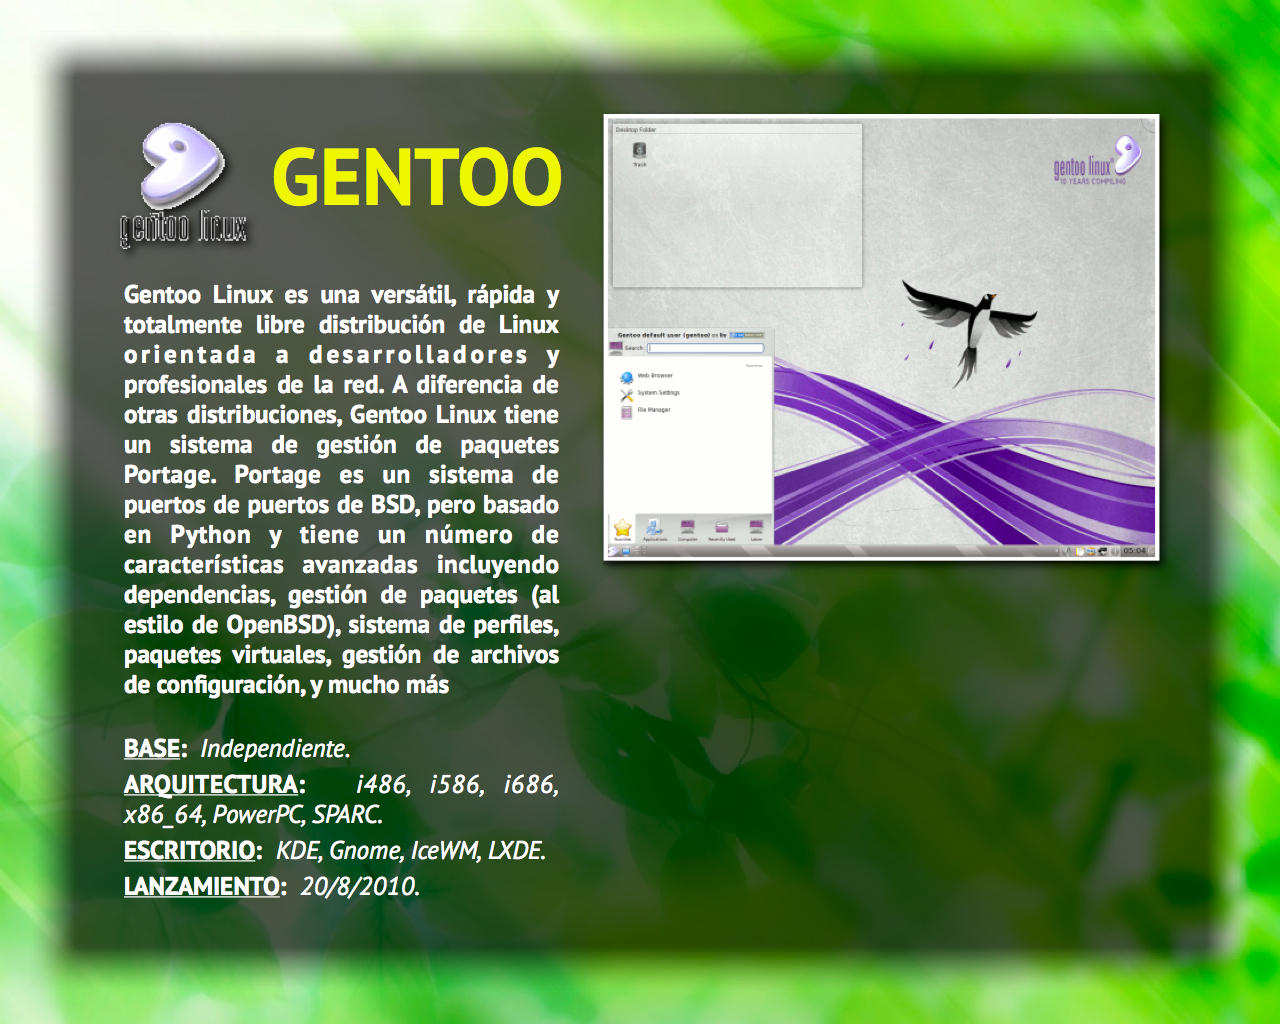 gentoo linux
GENTOO
Gentoo Linux es una versátil, rápida y
totalmente libre distribución de Linux
orientada a desarrolladores y
profesionales de la red. A diferencia de
otras distribuciones, Gentoo Linux tiene
un sistema de gestión de paquetes
Portage. Portage es un sistema de
puertos de puertos de BSD, pero basado
en Python y tiene un número de
características avanzadas incluyendo
dependencias, gestión de paquetes (al
estilo de OpenBSD), sistema de perfiles,
paquetes virtuales, gestión de archivos
de configuración, y mucho más
BASE: Independiente.
ARQUITECTURA: i486, i586, i686,
x86_64, PowerPC, SPARC.
ESCRITORIO: KDE, Gnome, IceWM, LXDE.
LANZAMIENTO: 20/8/2010.
Desktop Folder
Trash
gentoo linux
10 YEARS COMPILING
Gentoo default user (gentoo) on
Search:
Web Browser
System Settings
File Manager
Favorites Applications Computer Recently Used Leave
05:04